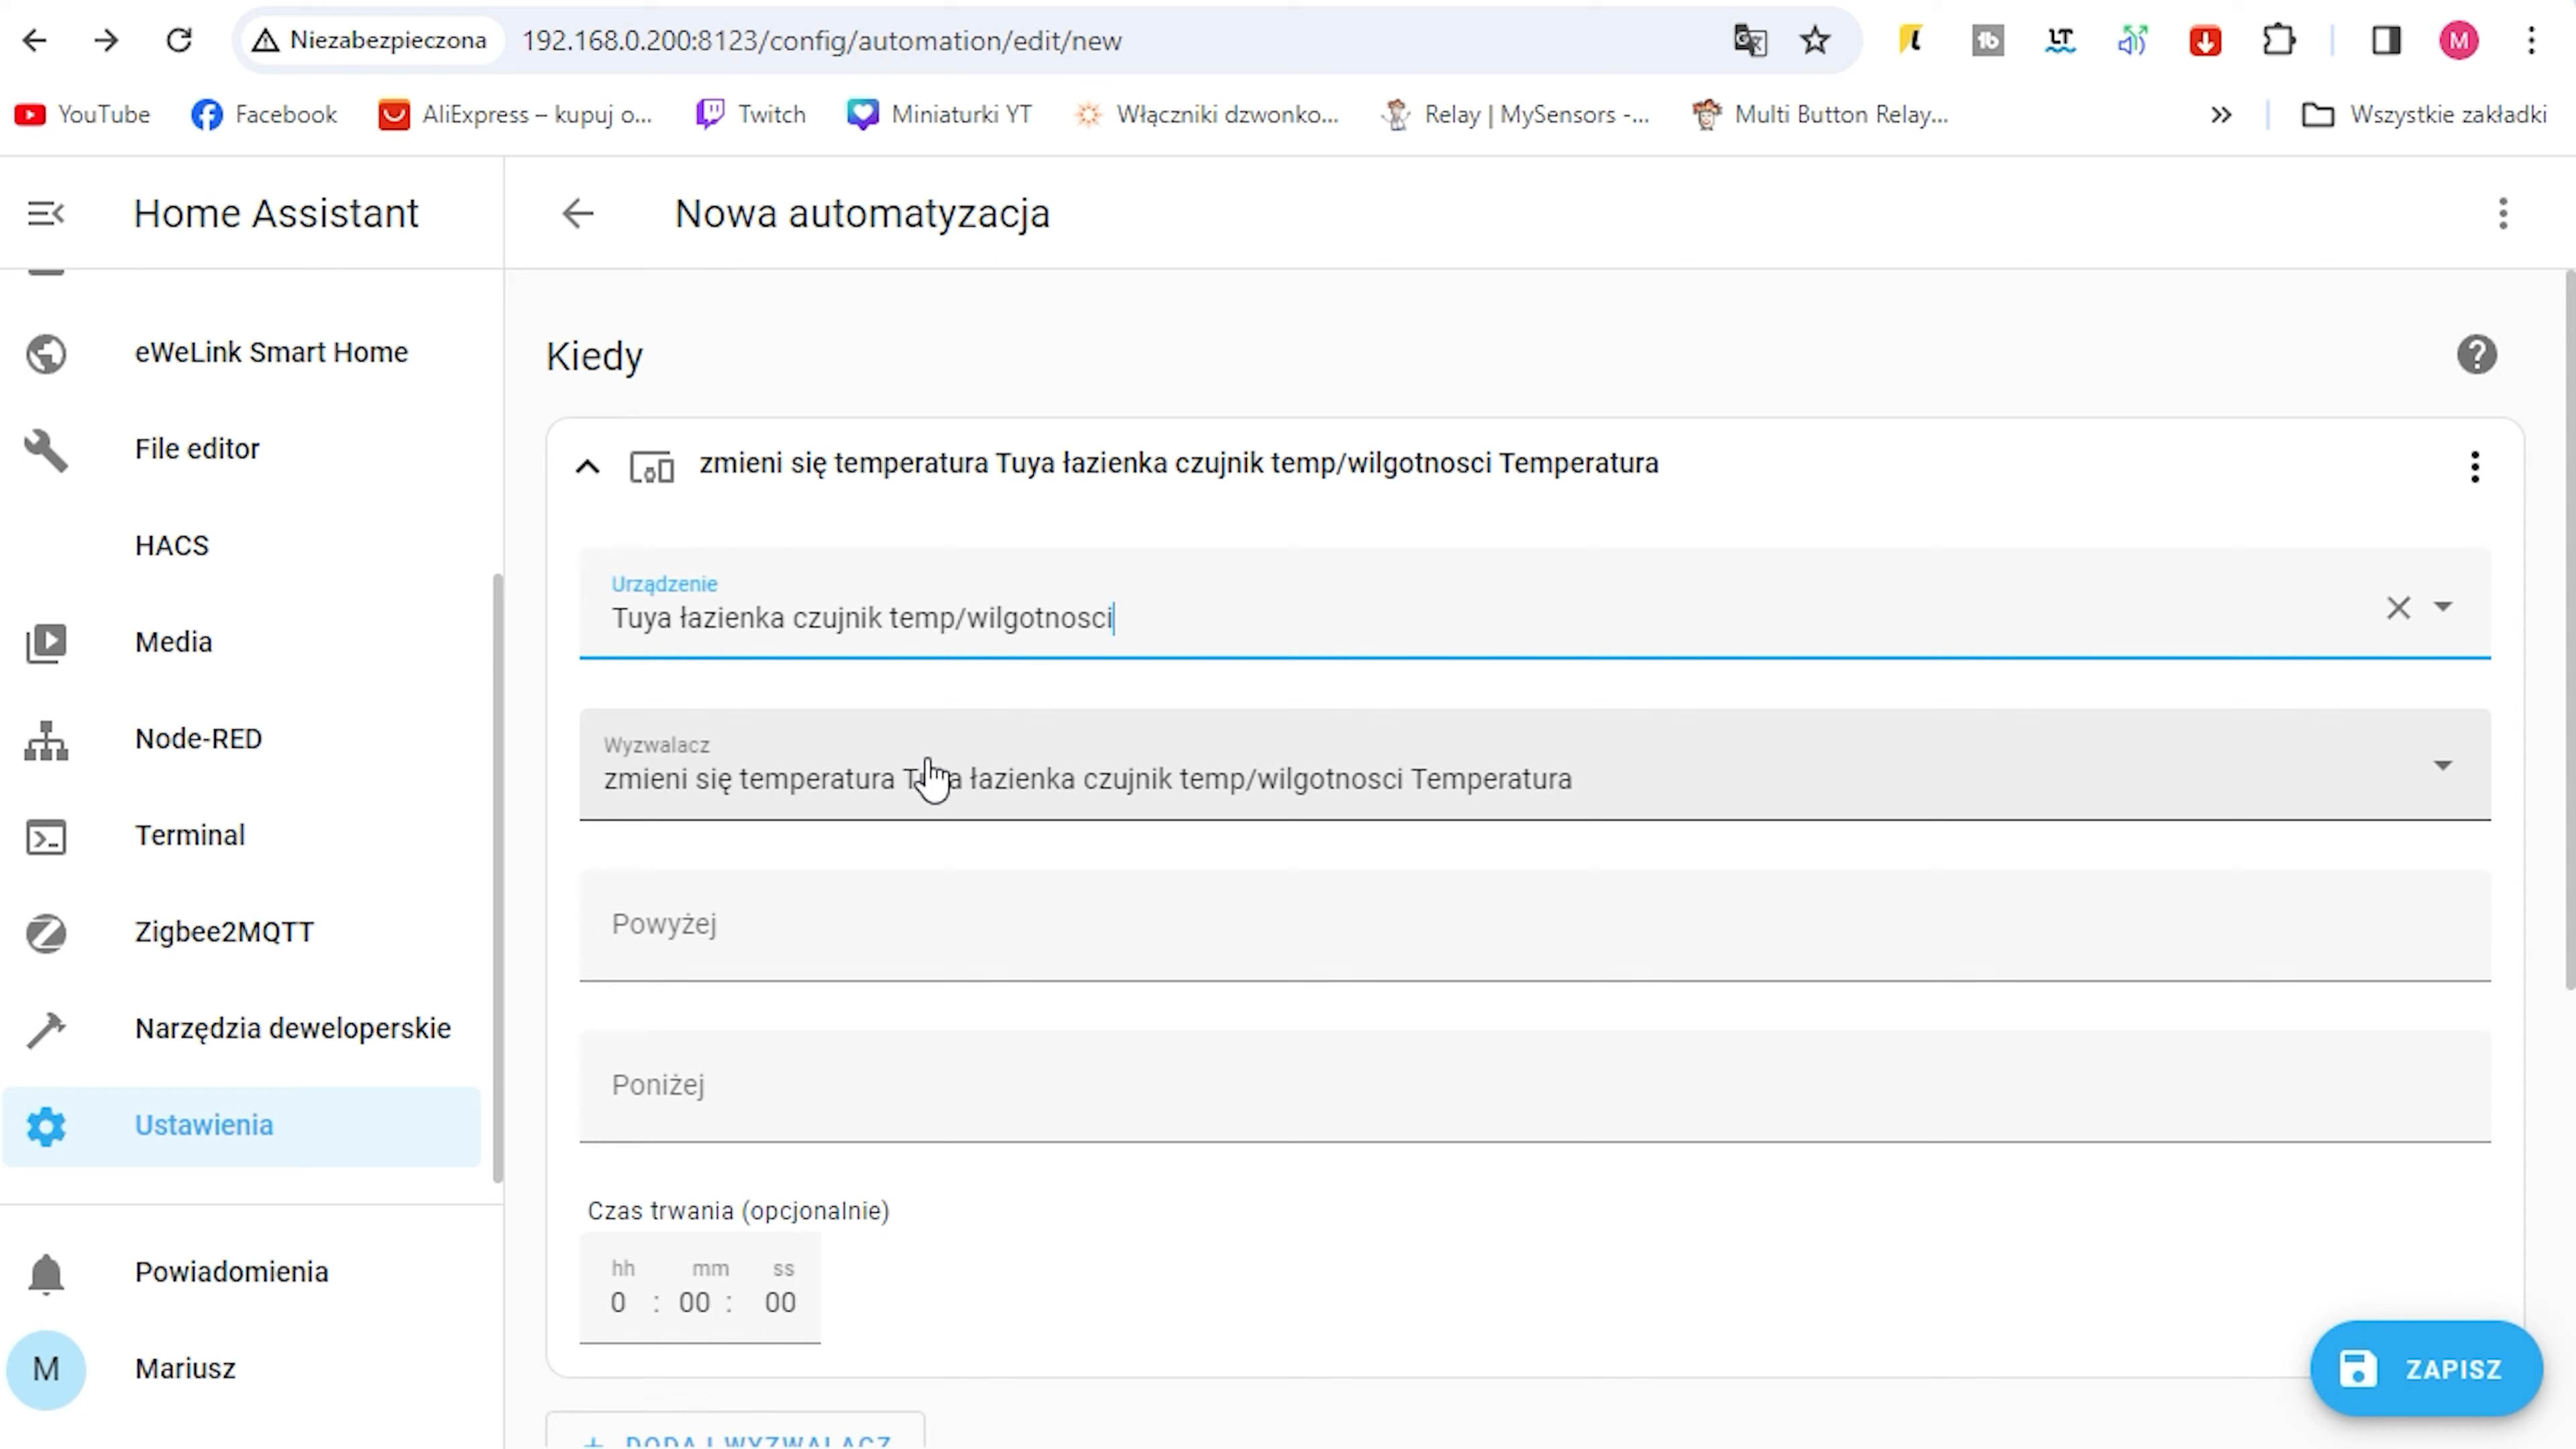 Niezabezpieczona 192.168.0.200:8123/config/automation/edit/new
YouTube Facebook AliExpress – kupuj o... Twitch Miniaturki YT Włączniki dzwonko... Relay | MySensors -... Multi Button Relay... Wszystkie zakładki
Home Assistant
Nowa automatyzacja
eWeLink Smart Home
File editor
HACS
Media
Node-RED
Terminal
Zigbee2MQTT
Narzędzia deweloperskie
Ustawienia
Powiadomienia
M Mariusz
Kiedy
zmieni się temperatura Tuya łazienka czujnik temp/wilgotnosci Temperatura
Urządzenie
Tuya łazienka czujnik temp/wilgotnosci
Wyzwalacz
zmieni się temperatura Tuya łazienka czujnik temp/wilgotnosci Temperatura
Powyżej
Poniżej
Czas trwania (opcjonalnie)
hh mm ss
0 : 00 : 00
ZAPISZ